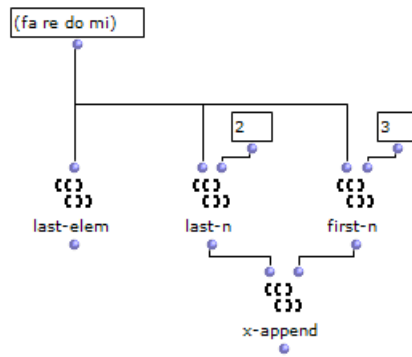 (fa re do mi)
2
3
last-elem
last-n
first-n
x-append